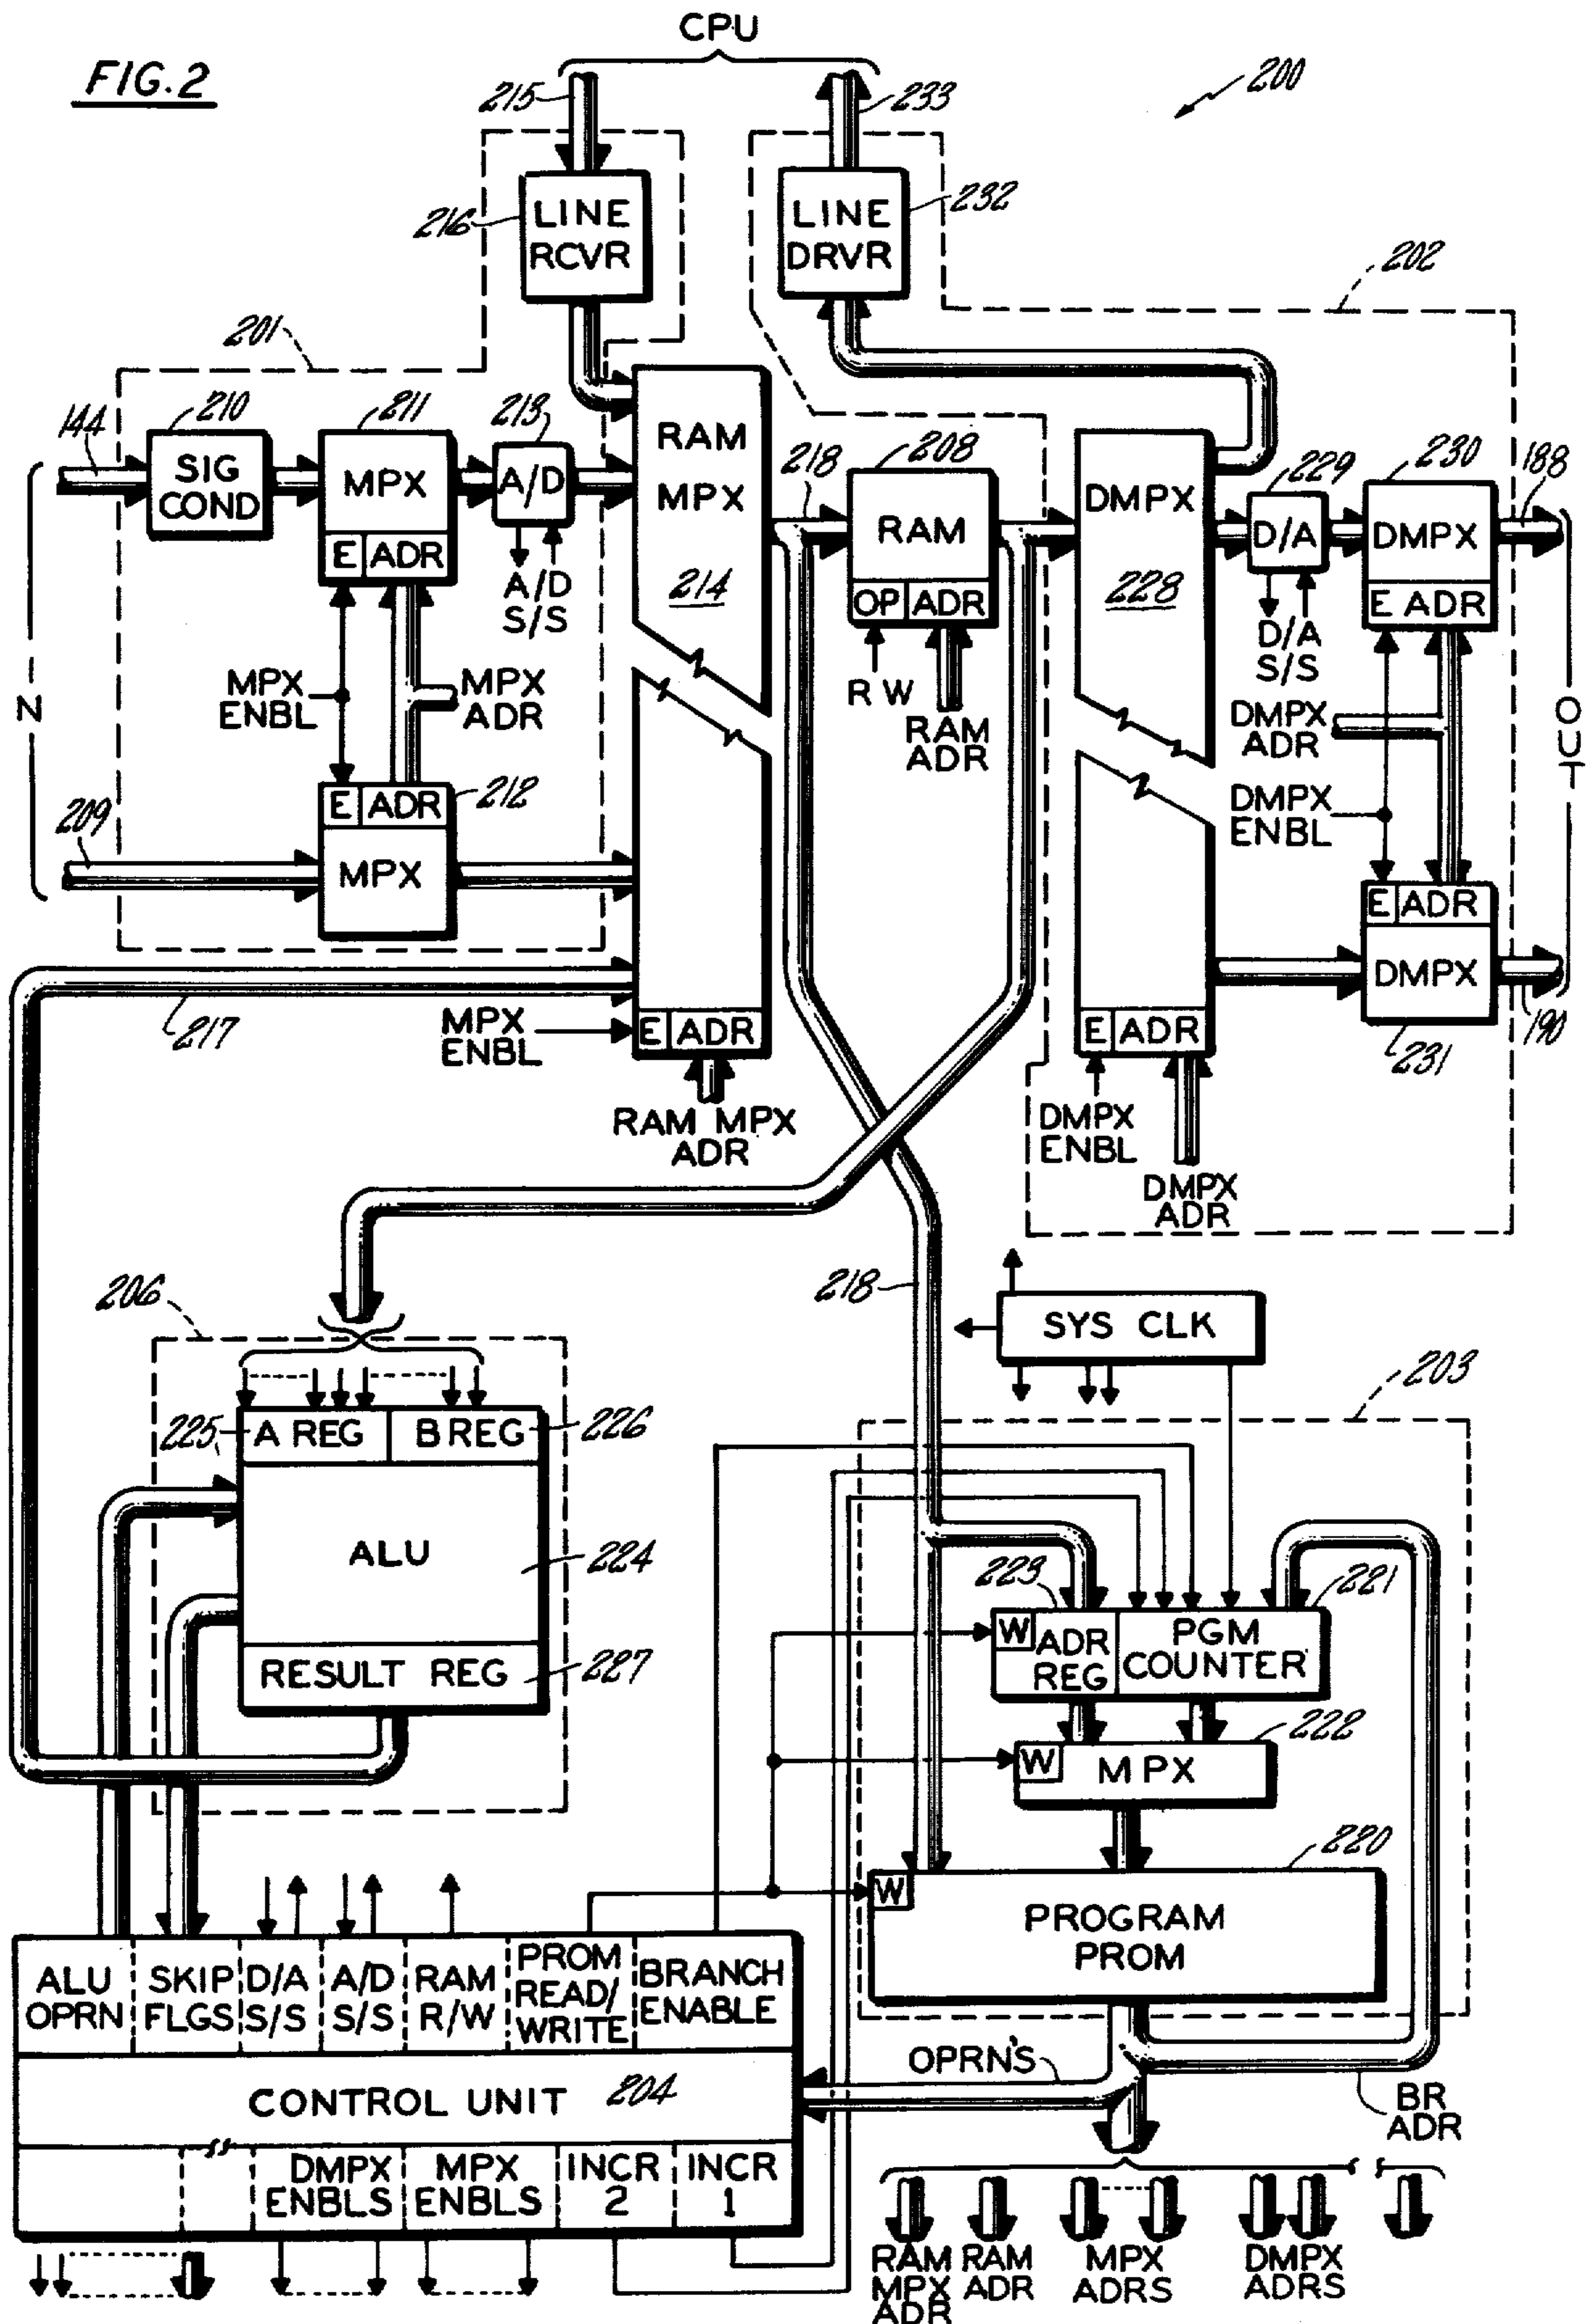 CPU
FIG.2
200
215
233
LINE
RCVR
216
LINE
DRVR
232
202
201
144
210
SIG
COND
211
MPX
E ADR
213
A/D
A/D
S/S
RAM
MPX
214
218
208
RAM
OP ADR
R W
RAM
ADR
DMPX
228
229
D/A
D/A
S/S
230
DMPX
E ADR
188
IN
MPX
ENBL
MPX
ADR
DMPX
ADR
DMPX
ENBL
OUT
209
E ADR
MPX
212
E ADR
DMPX
231
190
217
MPX
ENBL
E ADR
RAM MPX
ADR
E ADR
DMPX
ENBL
DMPX
ADR
206
218
SYS CLK
203
225
A REG
B REG
226
ALU
224
RESULT REG
227
223
221
W
ADR
REG
PGM
COUNTER
222
W
MPX
220
W
PROGRAM
PROM
ALU
OPRN
SKIP
FLGS
D/A
S/S
A/D
S/S
RAM
R/W
PROM
READ/
WRITE
BRANCH
ENABLE
CONTROL UNIT 204
OPRN'S
BR
ADR
DMPX
ENBLS
MPX
ENBLS
INCR
2
INCR
1
RAM
MPX
ADR
RAM
ADR
MPX
ADRS
DMPX
ADRS